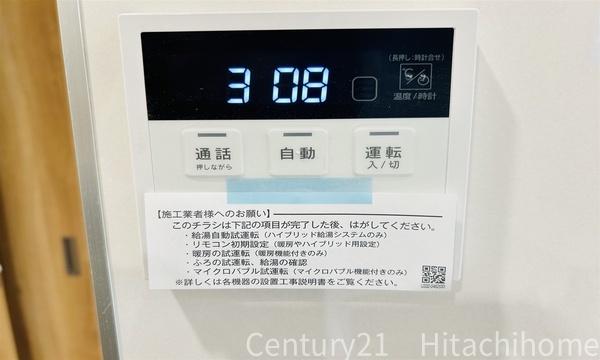 (長押し:時計合せ)
3 08
℃
温度/時計
通話 自動 運転
押しながら 入/切
【施工業者様へのお願い】
このチラシは下記の項目が完了した後、はがしてください。
・給湯自動試運転(ハイブリッド給湯システムのみ)
・リモコン初期設定(暖房やハイブリッド用設定)
・暖房の試運転(暖房機能付きのみ)
・ふろの試運転、給湯の確認
・マイクロバブル試運転(マイクロバブル機能付きのみ)
※詳しくは各機器の設置工事説明書をご覧ください。
Century21 Hitachihome